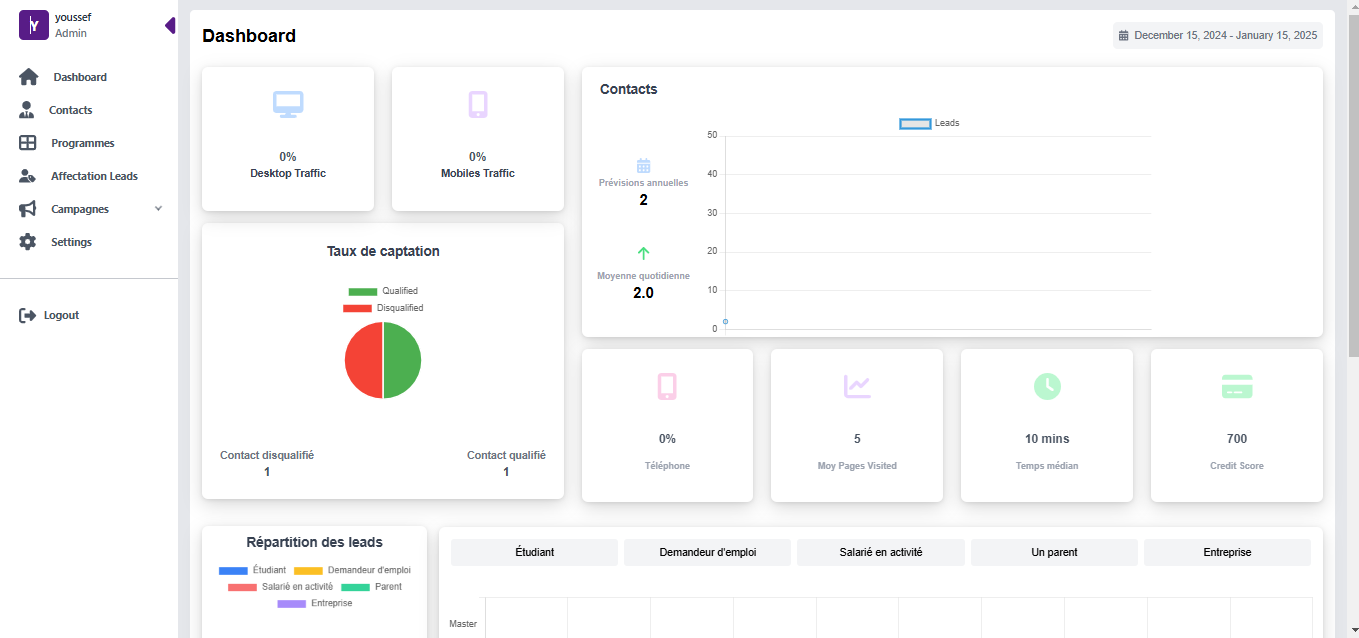 Y
youssef
Admin
Dashboard
Contacts
Programmes
Affectation Leads
Campagnes
Settings
Logout
Dashboard
December 15, 2024 - January 15, 2025
0%
Desktop Traffic
0%
Mobiles Traffic
Contacts
Leads
Prévisions annuelles
2
Moyenne quotidienne
2.0
50
40
30
20
10
0
Taux de captation
Qualified
Disqualified
Contact disqualifié
1
Contact qualifié
1
0%
Téléphone
5
Moy Pages Visited
10 mins
Temps médian
700
Credit Score
Répartition des leads
Étudiant Demandeur d'emploi
Salarié en activité Parent
Entreprise
Étudiant Demandeur d'emploi Salarié en activité Un parent Entreprise
Master